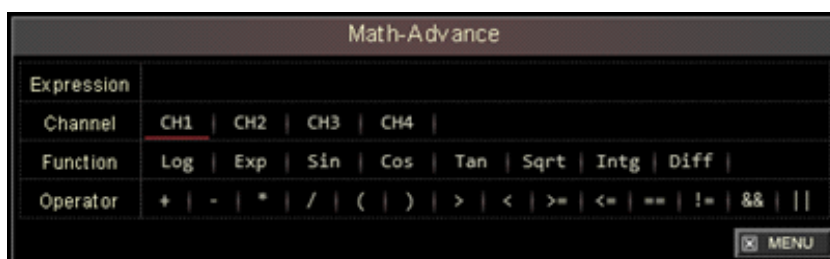 Math-Advance
Expression
Channel CH1 | CH2 | CH3 | CH4 |
Function Log | Exp | Sin | Cos | Tan | Sqrt | Intg | Diff |
Operator + | - | * | / | ( | ) | > | < | >= | <= | == | != | && | ||
MENU